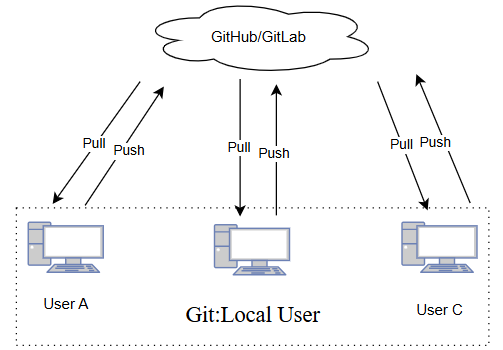 GitHub/GitLab
Pull
Push
Pull
Push
Pull
Push
User A
Git:Local User
User C